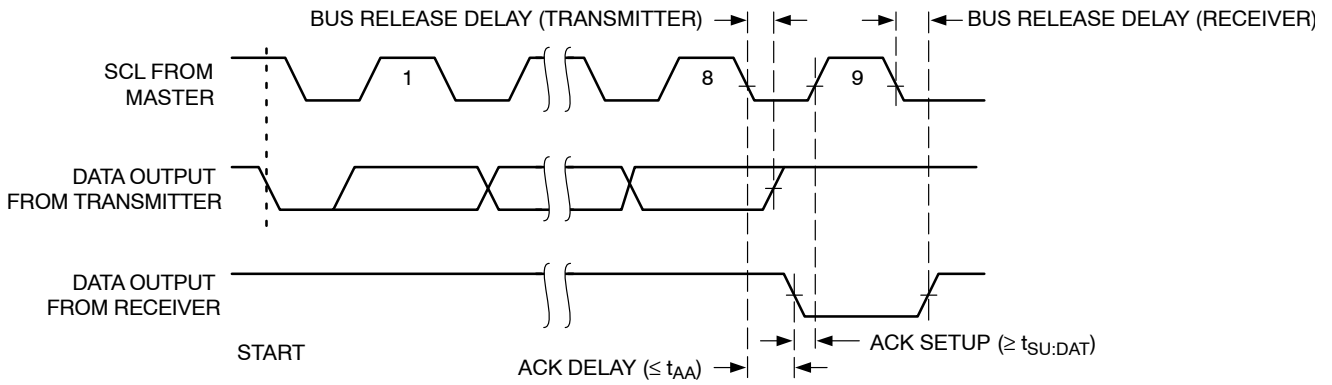 BUS RELEASE DELAY (TRANSMITTER)
BUS RELEASE DELAY (RECEIVER)
SCL FROM
MASTER
1
8
9
DATA OUTPUT
FROM TRANSMITTER
DATA OUTPUT
FROM RECEIVER
START
ACK SETUP (≥ tSU:DAT)
ACK DELAY (≤ tAA)